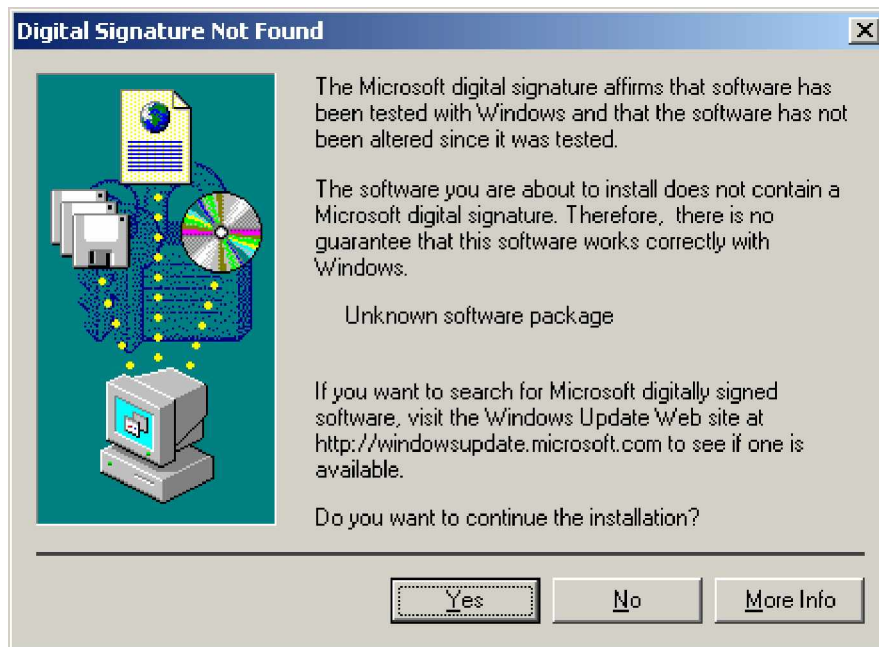 Digital Signature Not Found
The Microsoft digital signature affirms that software has
been tested with Windows and that the software has not
been altered since it was tested.
The software you are about to install does not contain a
Microsoft digital signature. Therefore,  there is no
guarantee that this software works correctly with
Windows.
Unknown software package
If you want to search for Microsoft digitally signed
software, visit the Windows Update Web site at
http://windowsupdate.microsoft.com to see if one is
available.
Do you want to continue the installation?
Yes No More Info